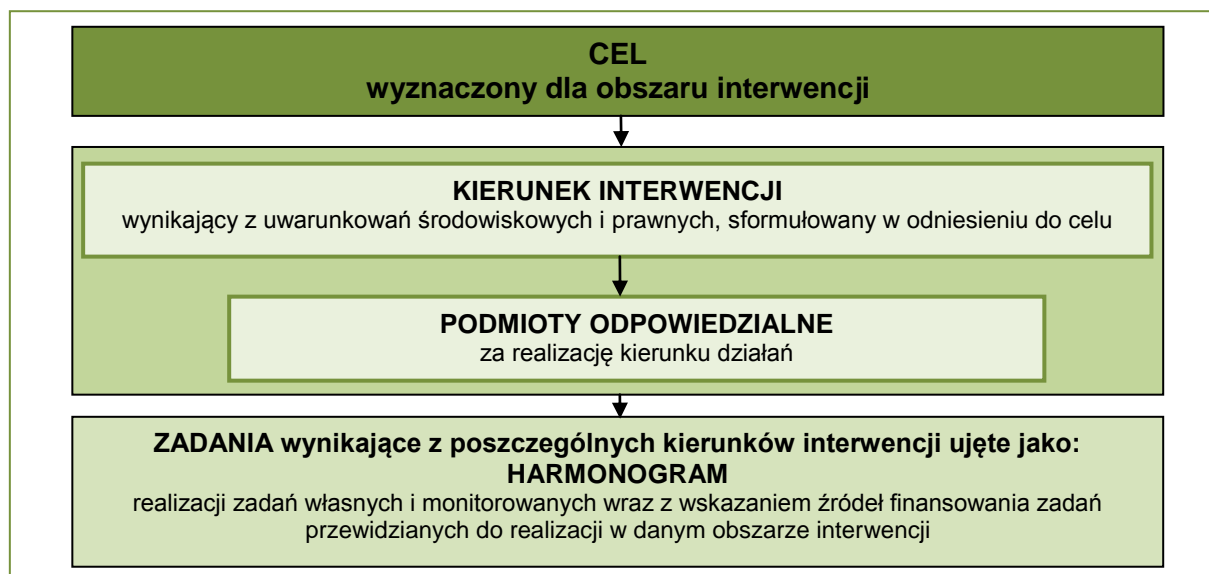 CEL
wyznaczony dla obszaru interwencji
KIERUNEK INTERWENCJI
wynikający z uwarunkowań środowiskowych i prawnych, sformułowany w odniesieniu do celu
PODMIOTY ODPOWIEDZIALNE
za realizację kierunku działań
ZADANIA wynikające z poszczególnych kierunków interwencji ujęte jako:
HARMONOGRAM
realizacji zadań własnych i monitorowanych wraz z wskazaniem źródeł finansowania zadań
przewidzianych do realizacji w danym obszarze interwencji